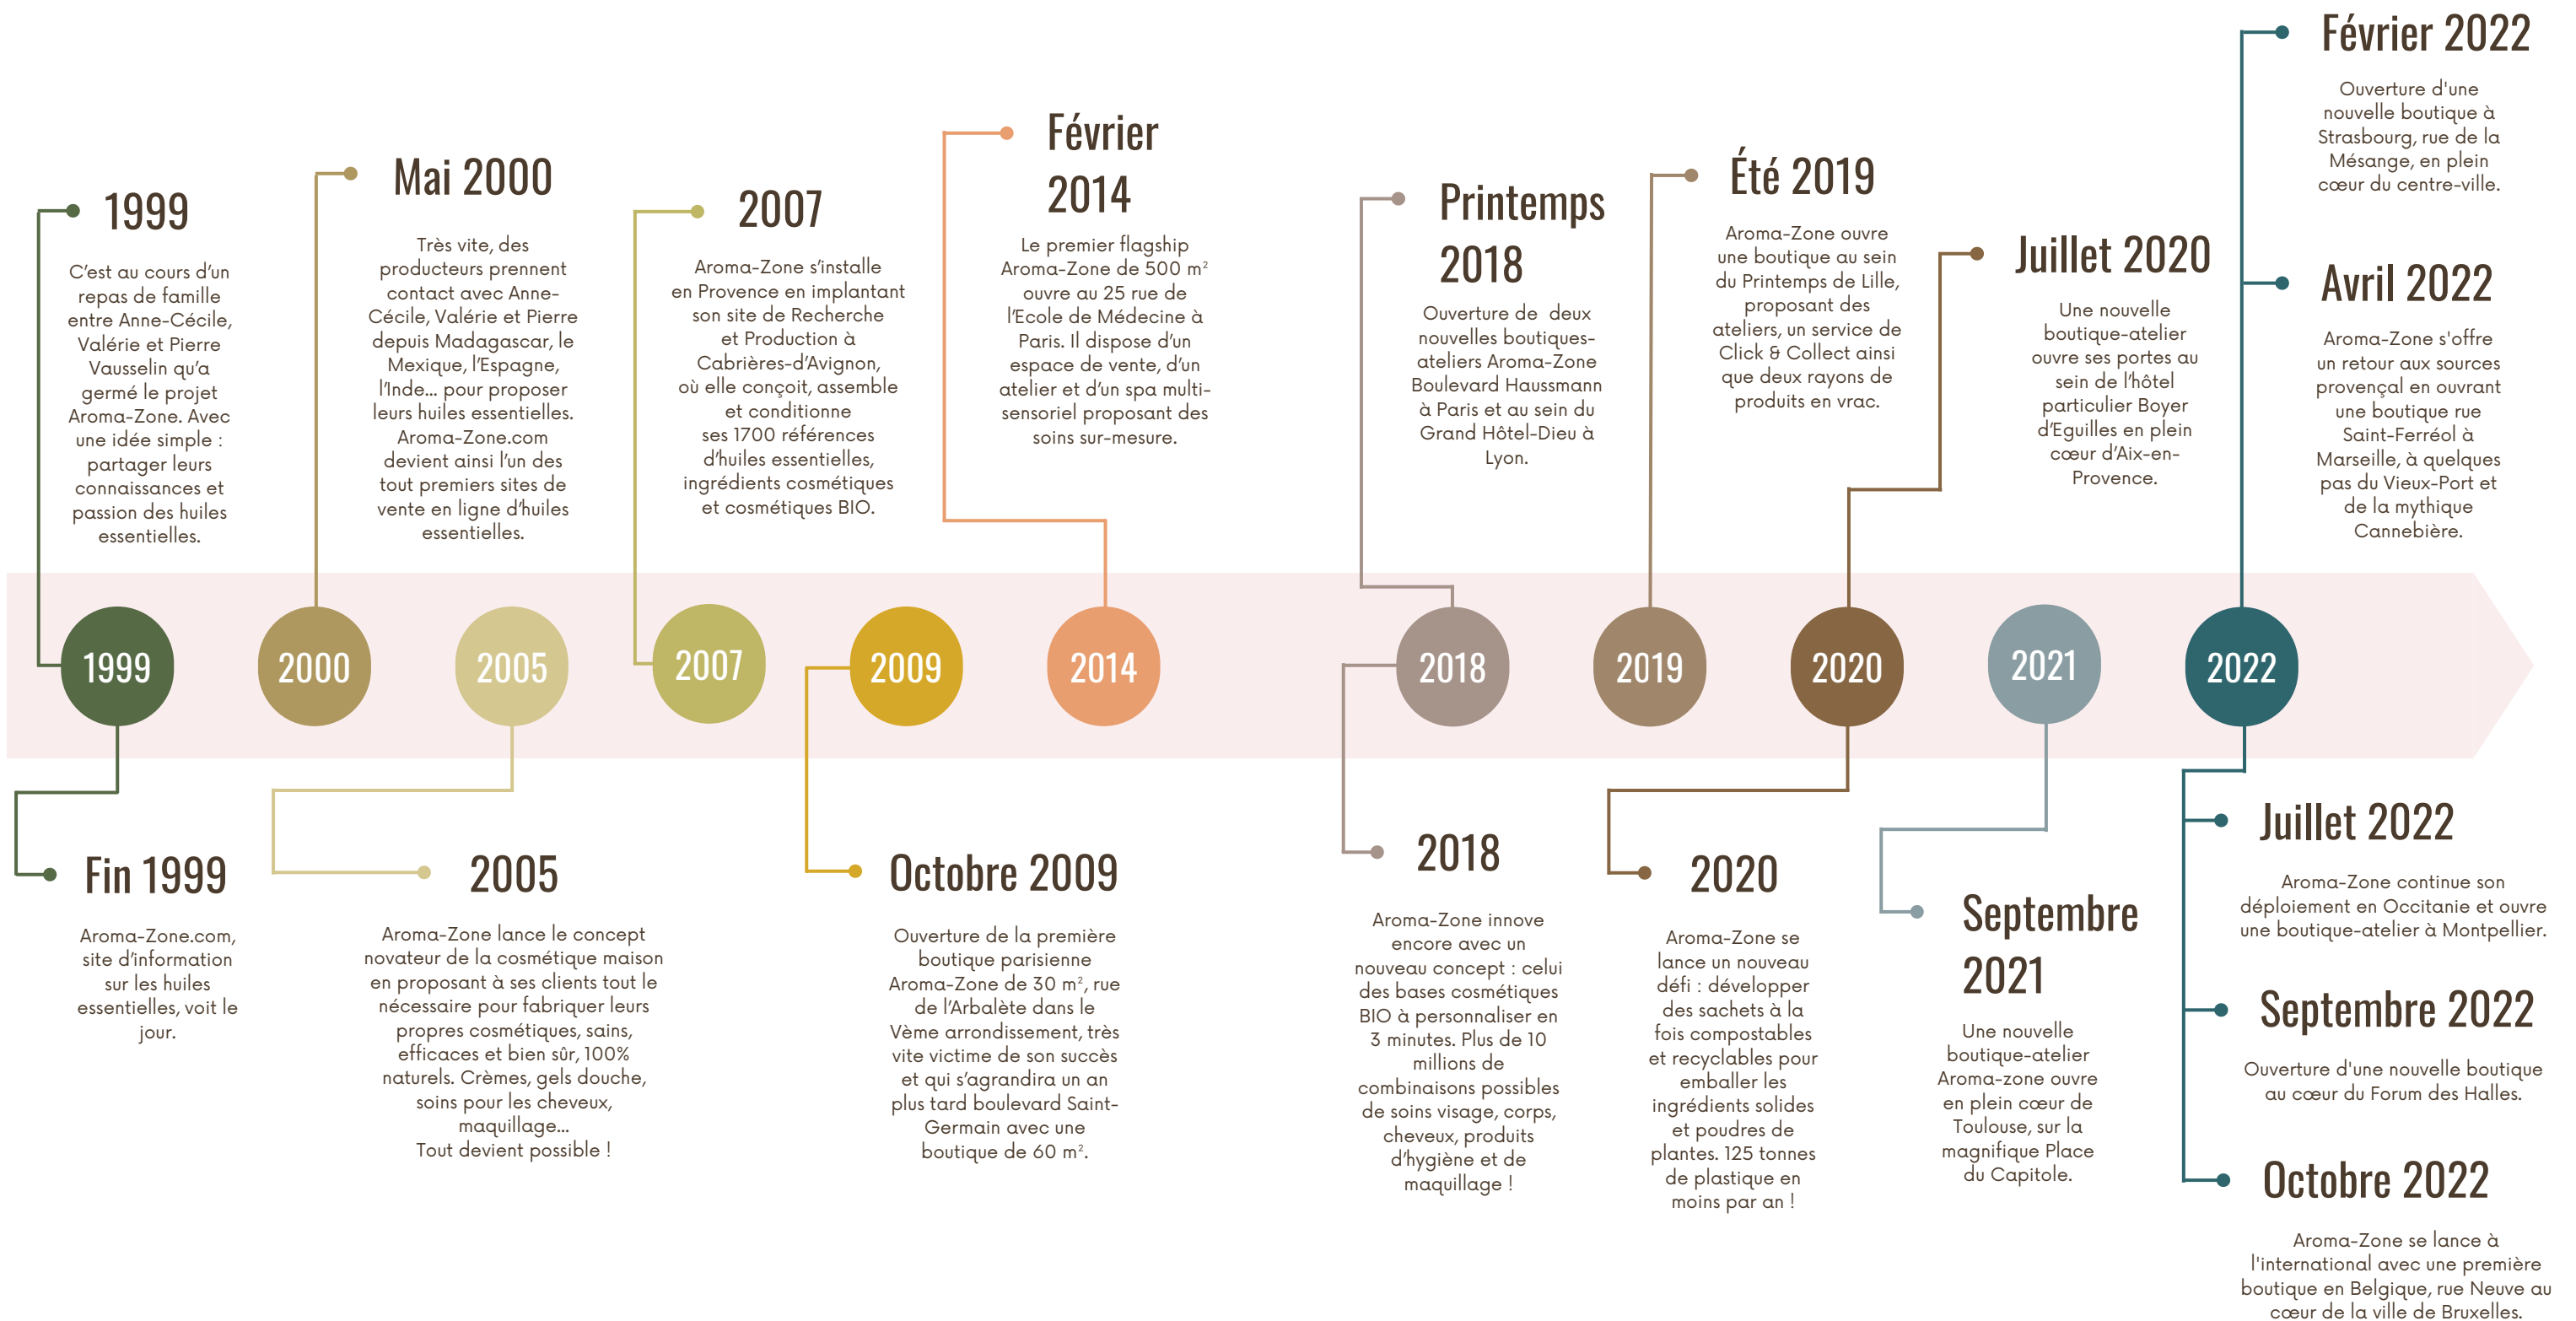 1999
C'est au cours d'un
repas de famille
entre Anne-Cécile,
Valérie et Pierre
Vausselin qu'a
germé le projet
Aroma-Zone. Avec
une idée simple :
partager leurs
connaissances et
passion des huiles
essentielles.
Mai 2000
Très vite, des
producteurs prennent
contact avec Anne-
Cécile, Valérie et Pierre
depuis Madagascar, le
Mexique, l'Espagne,
l'Inde... pour proposer
leurs huiles essentielles.
Aroma-Zone.com
devient ainsi l'un des
tout premiers sites de
vente en ligne d'huiles
essentielles.
2007
Aroma-Zone s'installe
en Provence en implantant
son site de Recherche
et Production à
Cabrières-d'Avignon,
où elle conçoit, assemble
et conditionne
ses 1700 références
d'huiles essentielles,
ingrédients cosmétiques
et cosmétiques BIO.
Février
2014
Le premier flagship
Aroma-Zone de 500 m²
ouvre au 25 rue de
l'Ecole de Médecine à
Paris. Il dispose d'un
espace de vente, d'un
atelier et d'un spa multi-
sensoriel proposant des
soins sur-mesure.
Printemps
2018
Ouverture de deux
nouvelles boutiques-
ateliers Aroma-Zone
Boulevard Haussmann
à Paris et au sein du
Grand Hôtel-Dieu à
Lyon.
Été 2019
Aroma-Zone ouvre
une boutique au sein
du Printemps de Lille,
proposant des
ateliers, un service de
Click & Collect ainsi
que deux rayons de
produits en vrac.
Juillet 2020
Une nouvelle
boutique-atelier
ouvre ses portes au
sein de l'hôtel
particulier Boyer
d'Eguilles en plein
cœur d'Aix-en-
Provence.
Février 2022
Ouverture d'une
nouvelle boutique à
Strasbourg, rue de la
Mésange, en plein
cœur du centre-ville.
Avril 2022
Aroma-Zone s'offre
un retour aux sources
provençal en ouvrant
une boutique rue
Saint-Ferréol à
Marseille, à quelques
pas du Vieux-Port et
de la mythique
Cannebière.
1999
2000
2005
2007
2009
2014
2018
2019
2020
2021
2022
Fin 1999
Aroma-Zone.com,
site d'information
sur les huiles
essentielles, voit le
jour.
2005
Aroma-Zone lance le concept
novateur de la cosmétique maison
en proposant à ses clients tout le
nécessaire pour fabriquer leurs
propres cosmétiques, sains,
efficaces et bien sûr, 100%
naturels. Crèmes, gels douche,
soins pour les cheveux,
maquillage...
Tout devient possible !
Octobre 2009
Ouverture de la première
boutique parisienne
Aroma-Zone de 30 m², rue
de l'Arbalète dans le
Vème arrondissement, très
vite victime de son succès
et qui s'agrandira un an
plus tard boulevard Saint-
Germain avec une
boutique de 60 m².
2018
Aroma-Zone innove
encore avec un
nouveau concept : celui
des bases cosmétiques
BIO à personnaliser en
3 minutes. Plus de 10
millions de
combinaisons possibles
de soins visage, corps,
cheveux, produits
d'hygiène et de
maquillage !
2020
Aroma-Zone se
lance un nouveau
défi : développer
des sachets à la
fois compostables
et recyclables pour
emballer les
ingrédients solides
et poudres de
plantes. 125 tonnes
de plastique en
moins par an !
Septembre
2021
Une nouvelle
boutique-atelier
Aroma-zone ouvre
en plein cœur de
Toulouse, sur la
magnifique Place
du Capitole.
Juillet 2022
Aroma-Zone continue son
déploiement en Occitanie et ouvre
une boutique-atelier à Montpellier.
Septembre 2022
Ouverture d'une nouvelle boutique
au cœur du Forum des Halles.
Octobre 2022
Aroma-Zone se lance à
l'international avec une première
boutique en Belgique, rue Neuve au
cœur de la ville de Bruxelles.